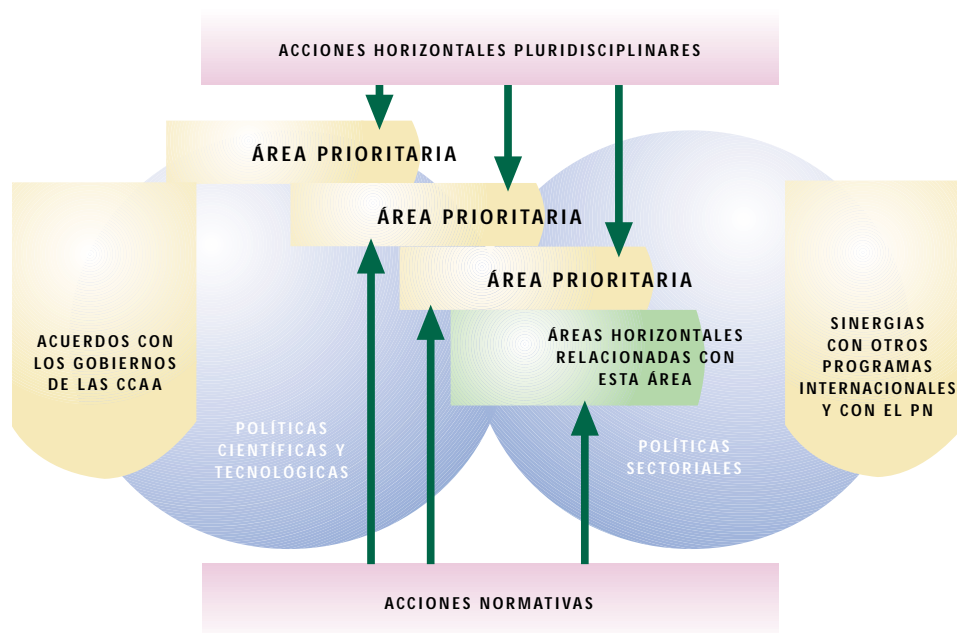 ACCIONES HORIZONTALES PLURIDISCIPLINARES
ÁREA PRIORITARIA
ÁREA PRIORITARIA
ÁREA PRIORITARIA
ACUERDOS CON
LOS GOBIERNOS
DE LAS CCAA
ÁREAS HORIZONTALES
RELACIONADAS CON
ESTA ÁREA
SINERGIAS
CON OTROS
PROGRAMAS
INTERNACIONALES
Y CON EL PN
POLÍTICAS
CIENTÍFICAS Y
TECNOLÓGICAS
POLÍTICAS
SECTORIALES
ACCIONES NORMATIVAS